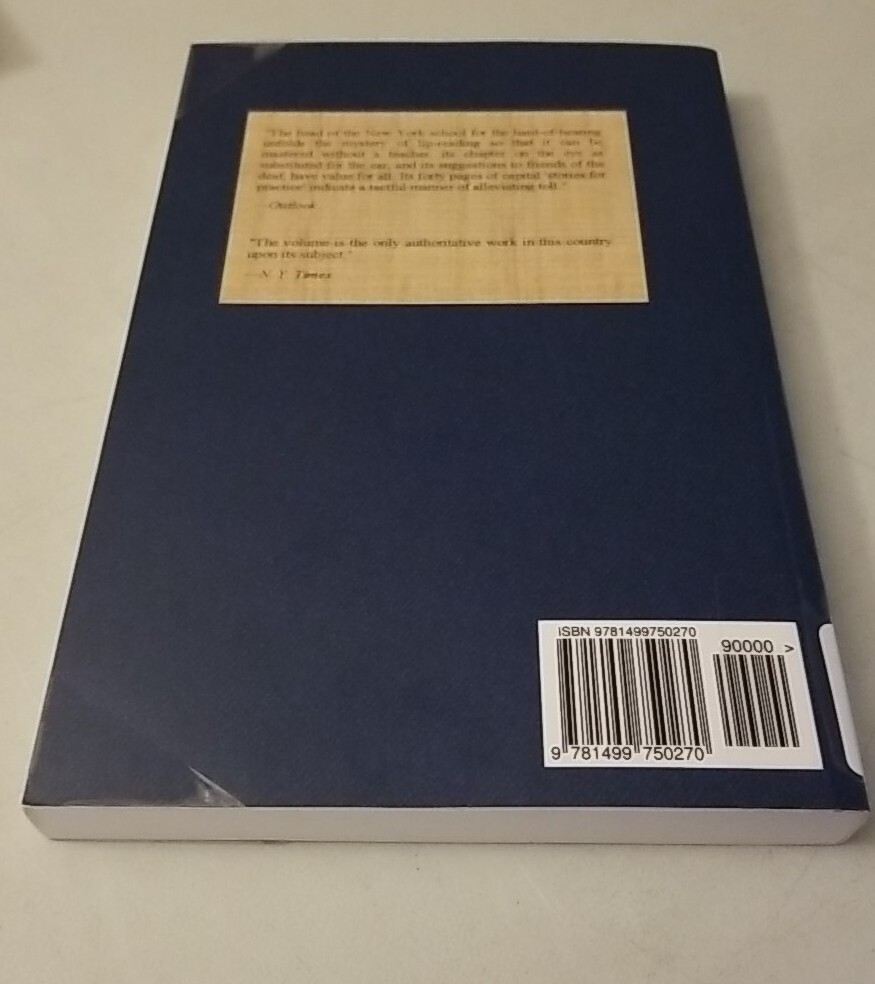 "The head of the New York school for the hard-of-hearing
unfolds the mystery of lip-reading so that it can be
mastered without a teacher, its chapter on the eye as
substituted for the ear, and its suggestions to friends of the
deaf, have value for all. Its forty pages of capital 'stories for
practice' indicate a tactful manner of alleviating toll."
--Outlook
"The volume is the only authoritative work in this country
upon its subject."
—N. Y. Times
ISBN 9781499750270
90000 >
9 781499 750270